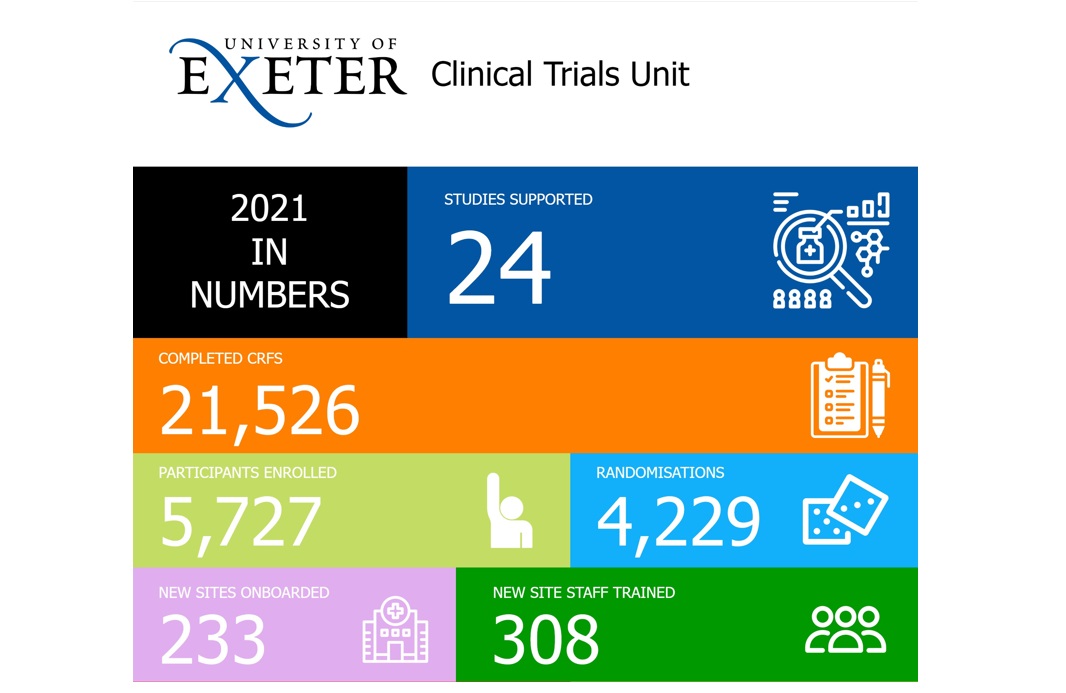 UNIVERSITY OF
EXETER
Clinical Trials Unit
2021
IN
NUMBERS
STUDIES SUPPORTED
24
COMPLETED CRFS
21,526
PARTICIPANTS ENROLLED
5,727
RANDOMISATIONS
4,229
NEW SITES ONBOARDED
233
NEW SITE STAFF TRAINED
308